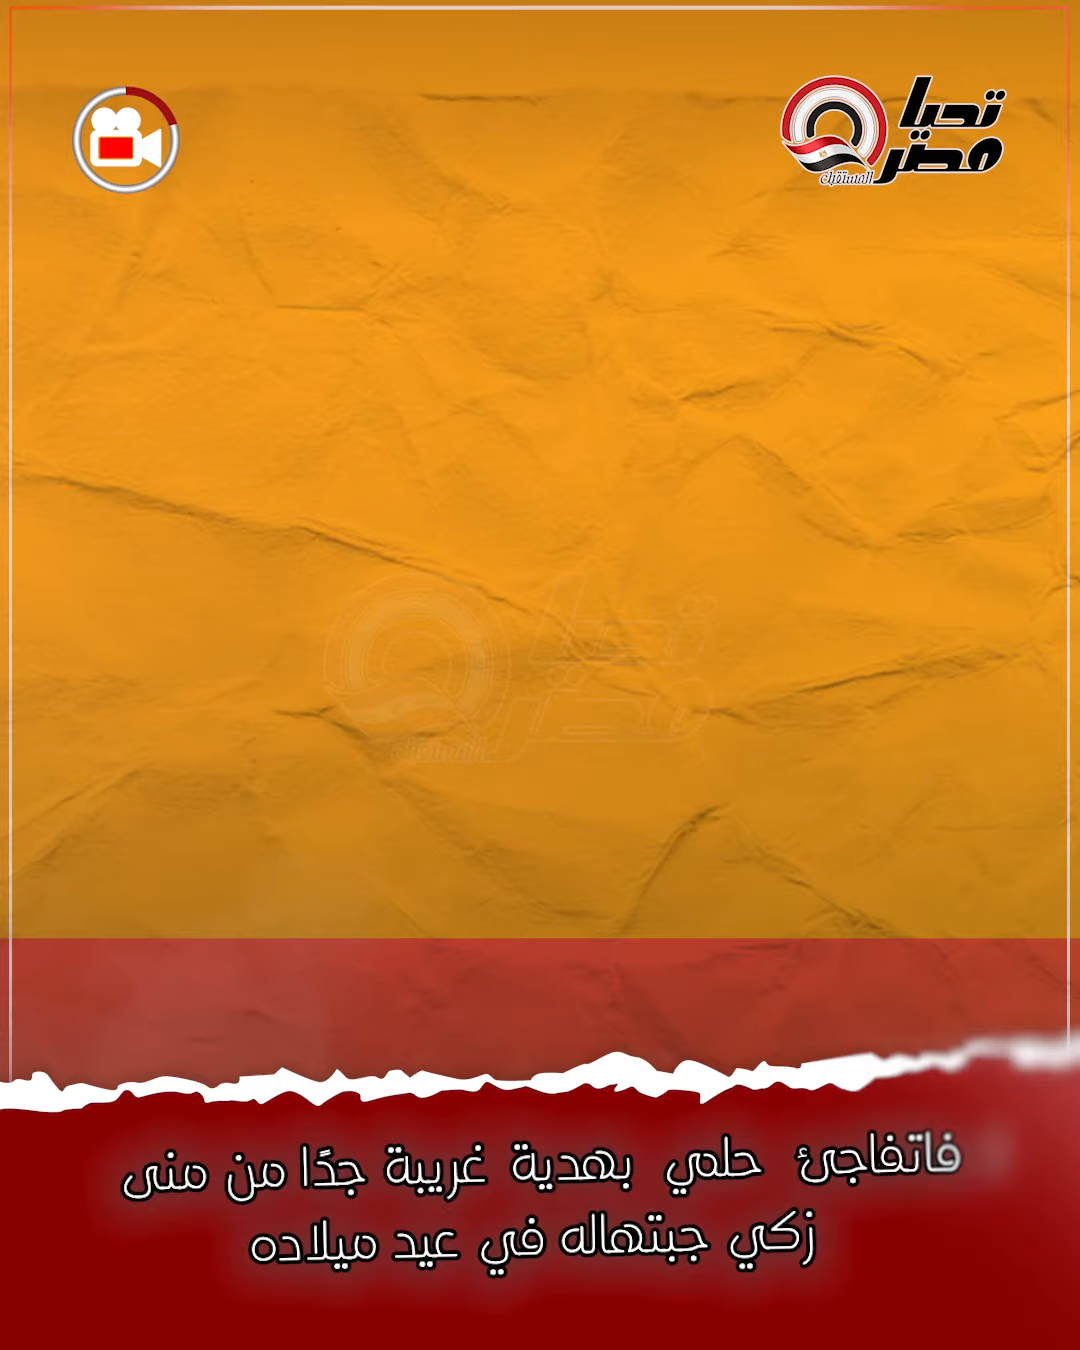 تحيا
مصر
المستقبل
فاتفاجئ حلمي بهدية غريبة جدًا من منى
زكي جبتهاله في عيد ميلاده